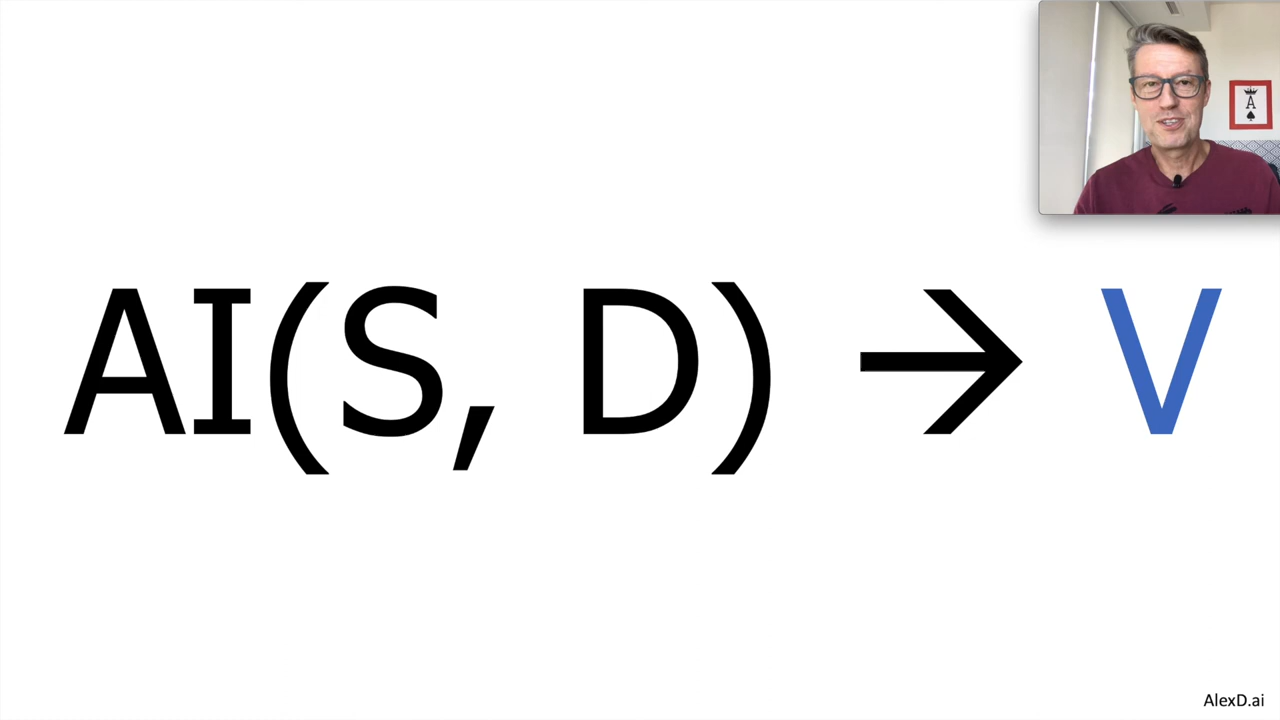 A
AI(S, D) → V
AlexD.ai